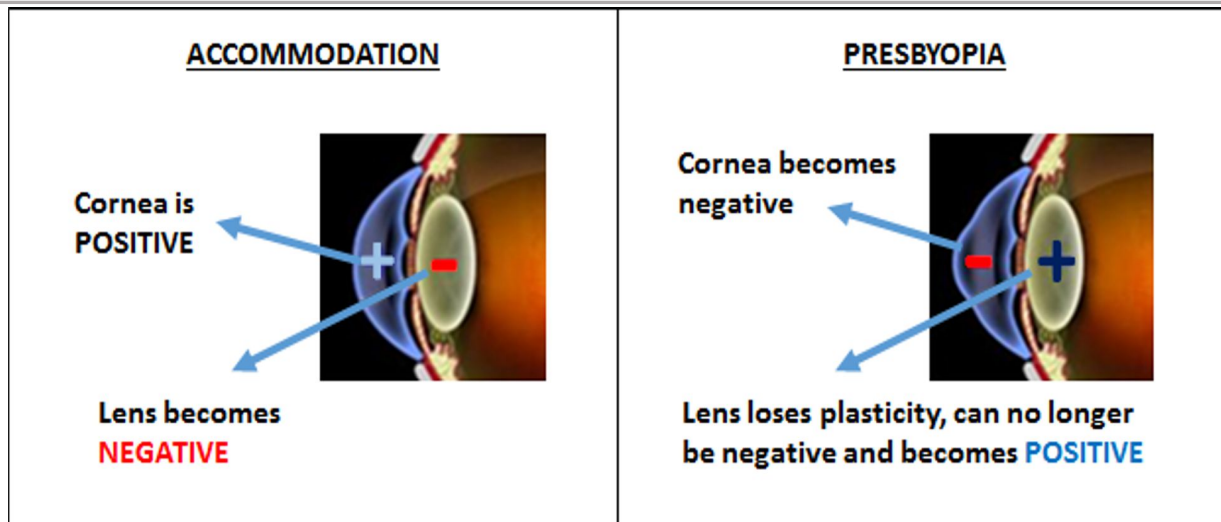 ACCOMMODATION
Cornea is
POSITIVE
+
-
Lens becomes
NEGATIVE
PRESBYOPIA
Cornea becomes
negative
-
+
Lens loses plasticity, can no longer
be negative and becomes POSITIVE